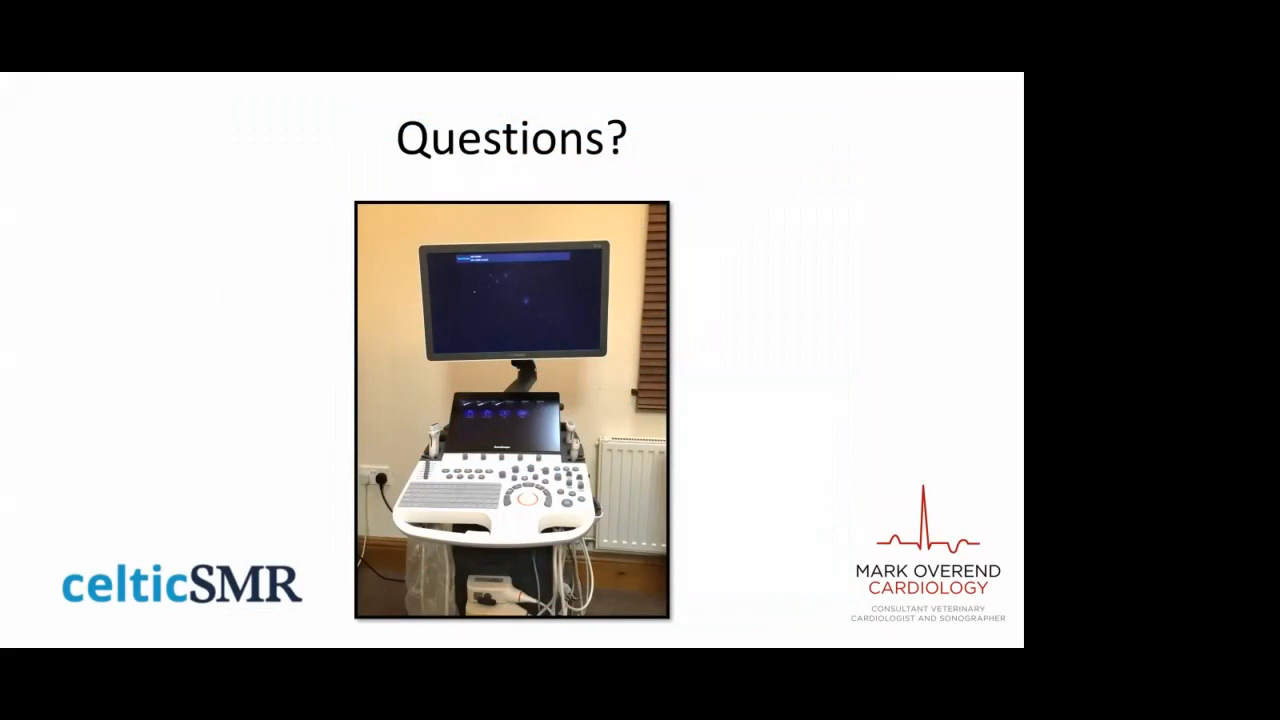 Questions?
celticSMR
MARK OVEREND
CARDIOLOGY
CONSULTANT VETERINARY
CARDIOLOGIST AND SONOGRAPHER